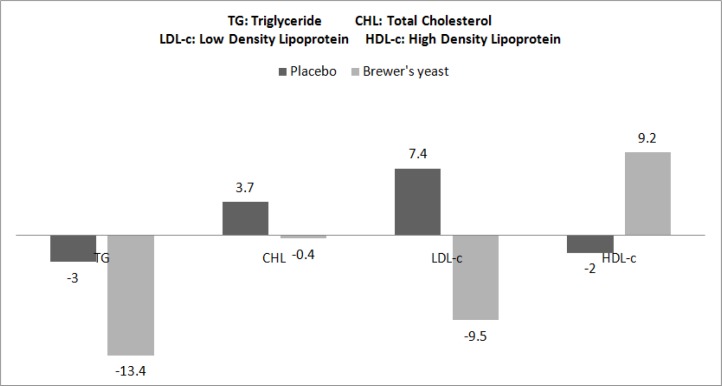 TG: Triglyceride CHL: Total Cholesterol
LDL-c: Low Density Lipoprotein HDL-c: High Density Lipoprotein
Placebo Brewer's yeast
9.2
7.4
3.7
TG CHL -0.4 LDL-c HDL-c
-3 -2
-9.5
-13.4